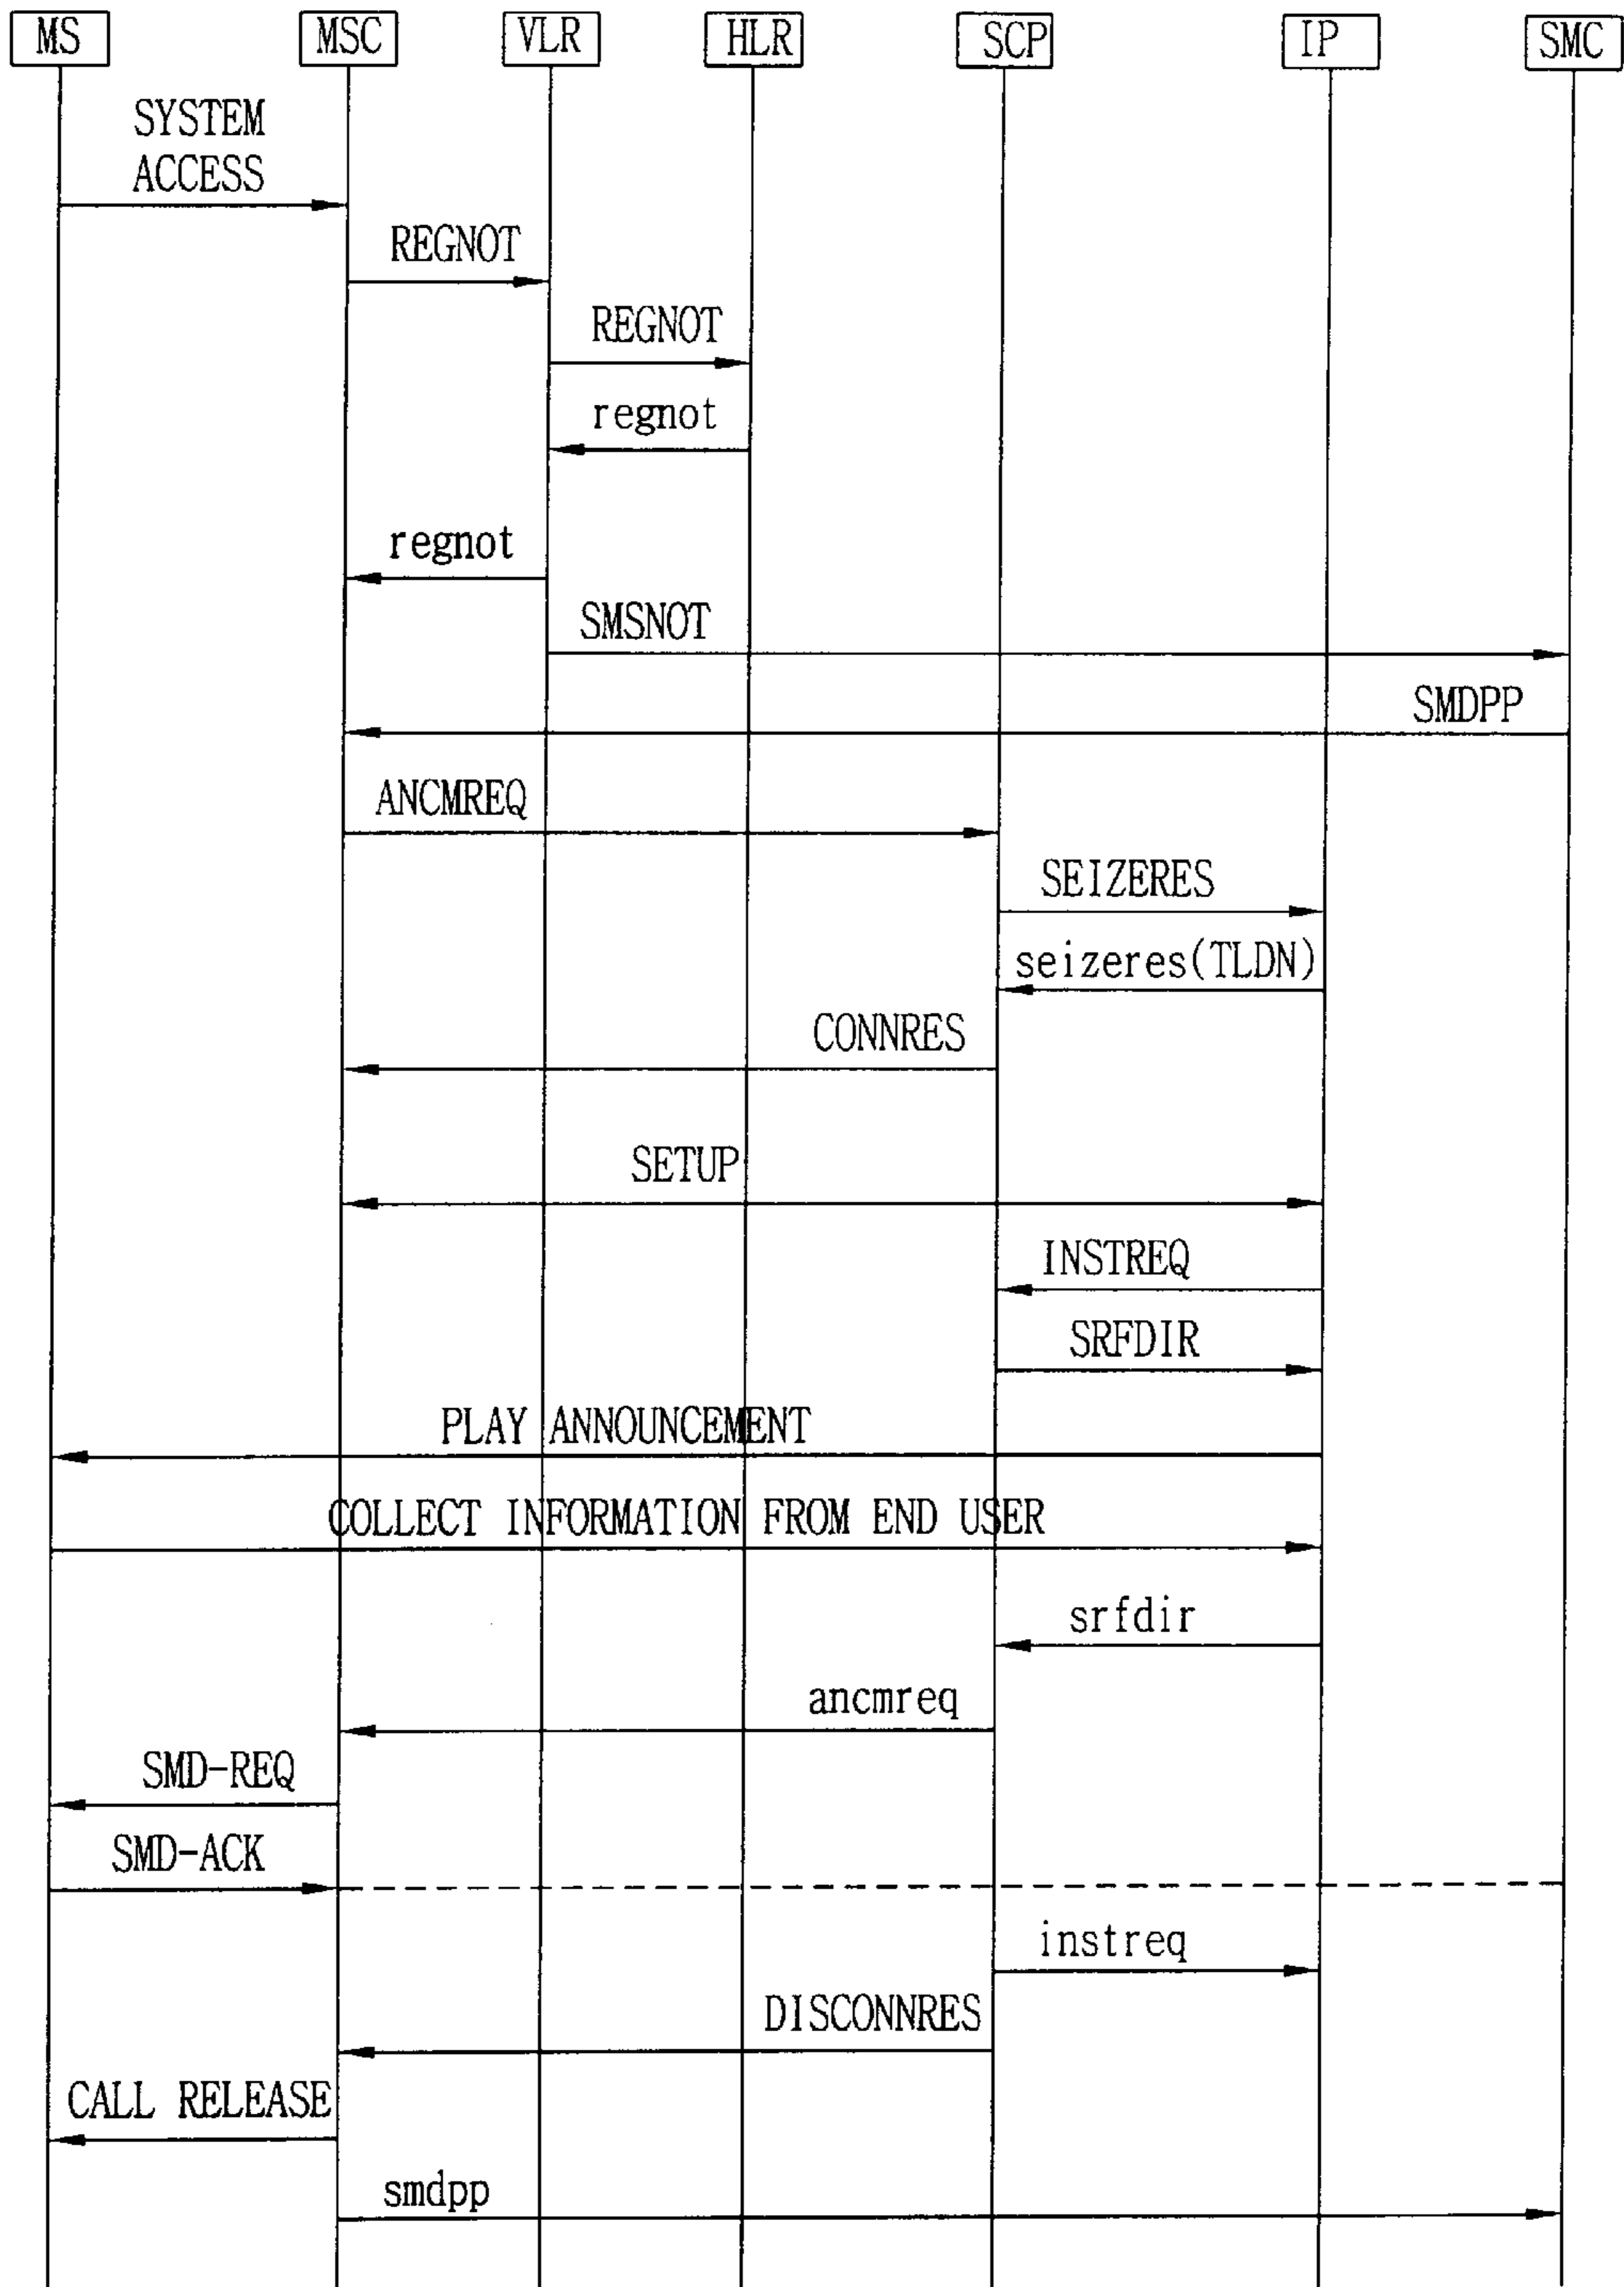 MS MSC VLR HLR SCP IP SMC
SYSTEM
ACCESS
REGNOT
REGNOT
regnot
regnot
SMSNOT
SMDPP
ANCMREQ
SEIZERES
seizeres(TLDN)
CONNRES
SETUP
INSTREQ
SRFDIR
PLAY ANNOUNCEMENT
COLLECT INFORMATION FROM END USER
srfdir
ancmreq
SMD-REQ
SMD-ACK
instreq
DISCONNRES
CALL RELEASE
smdpp